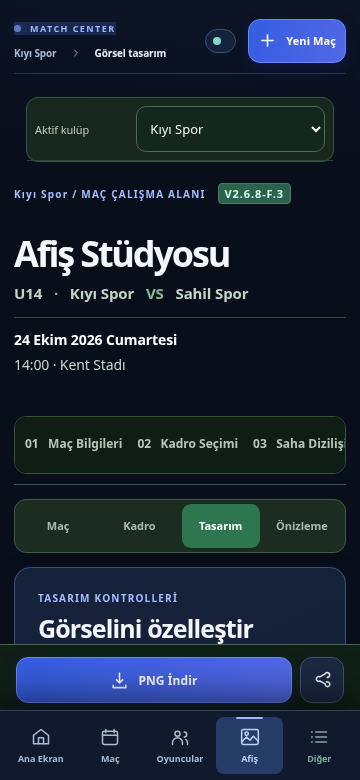 MATCH CENTER
Kıyı Spor > Görsel tasarım
+ Yeni Maç
Aktif kulüp
Kıyı Spor
Kıyı Spor / MAÇ ÇALIŞMA ALANI
V2.6.8-F.3
Afiş Stüdyosu
U14 · Kıyı Spor VS Sahil Spor
24 Ekim 2026 Cumartesi
14:00 · Kent Stadı
01 Maç Bilgileri 02 Kadro Seçimi 03 Saha Dizilişi
Maç Kadro Tasarım Önizleme
TASARIM KONTROLLERİ
Görselini özelleştir
PNG İndir
Ana Ekran Maç Oyuncular Afiş Diğer